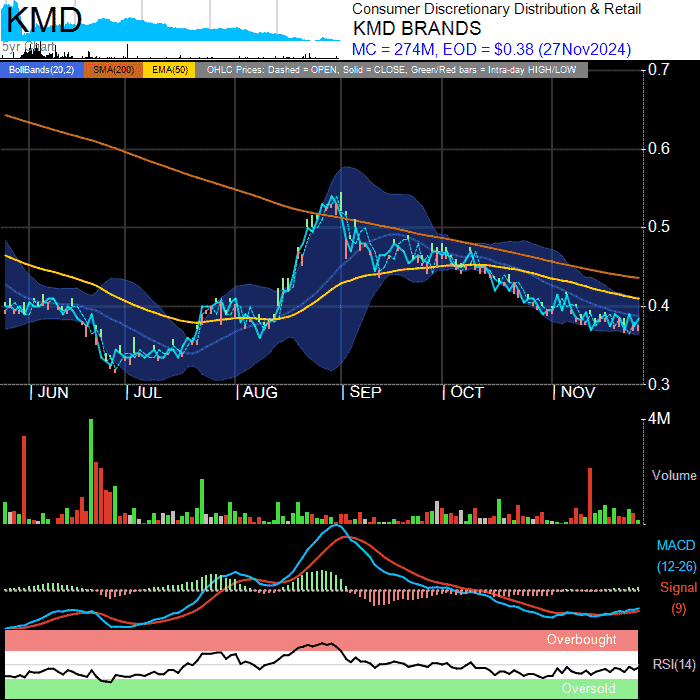 KMD
5yr Chart
Consumer Discretionary Distribution & Retail
KMD BRANDS
MC = 274M, EOD = $0.38 (27Nov2024)
BollBands(20,2) SMA(200) EMA(50) OHLC Prices: Dashed = OPEN, Solid = CLOSE, Green/Red bars = Intra-day HIGH/LOW
0.7
0.6
0.5
0.4
0.3
JUN JUL AUG SEP OCT NOV
4M
Volume
MACD
(12-26)
Signal
(9)
Overbought
RSI(14)
Oversold